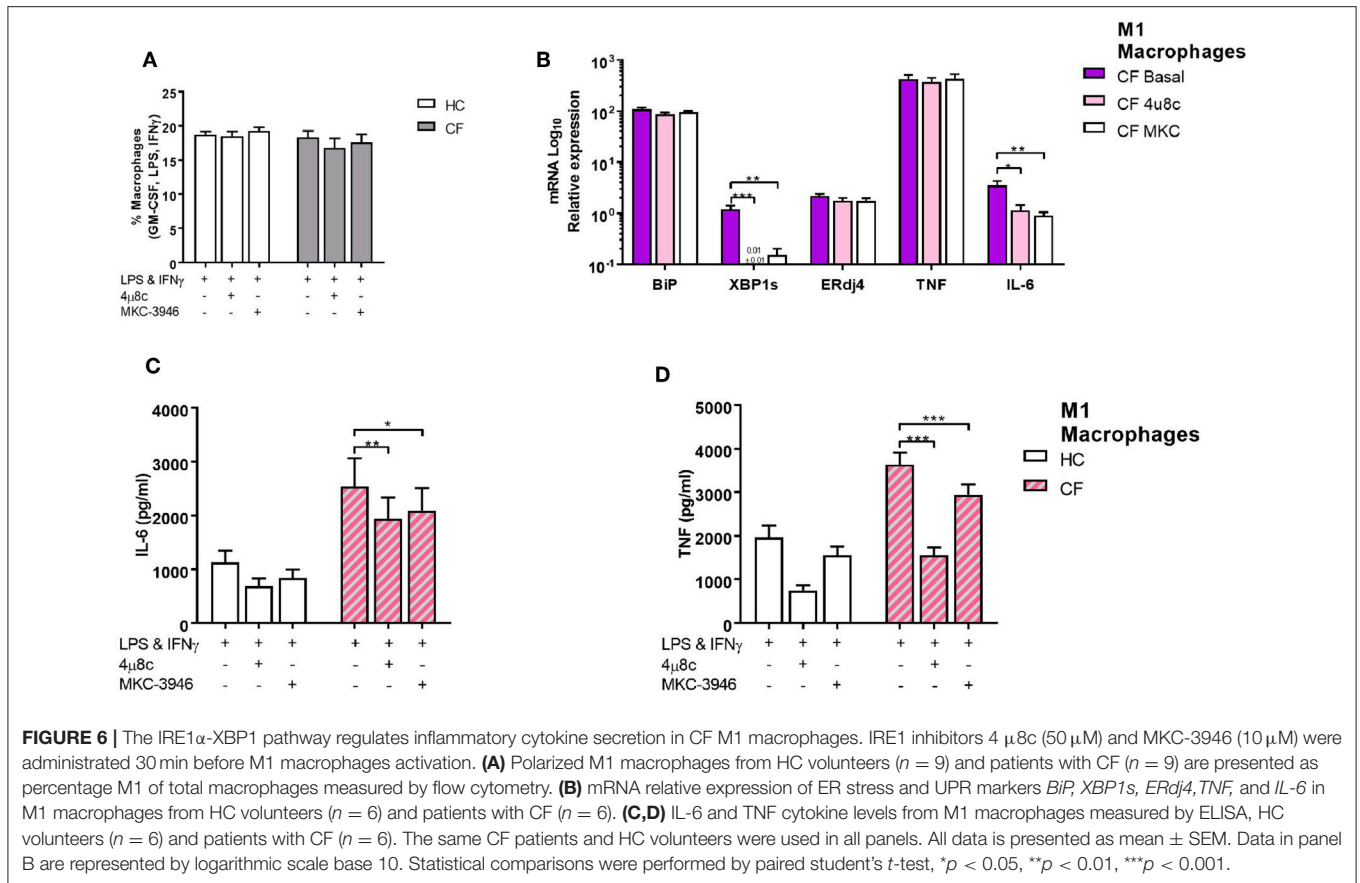 A
25
20
15
10
5
0
% Macrophages
(GM-CSF, LPS, IFNγ)
HC
CF
LPS & IFNγ + + + + + +
4μ8c - + - - + -
MKC-3946 - - + - - +
B
M1
Macrophages
CF Basal
CF 4u8c
CF MKC
10³
10²
10¹
10⁰
10⁻¹
mRNA Log₁₀
Relative expression
***
**
0.01
±0.01
*
**
BiP XBP1s ERdj4 TNF IL-6
C
4000
3000
2000
1000
0
IL-6 (pg/ml)
*
**
LPS & IFNγ + + + + + +
4μ8c - + - - + -
MKC-3946 - - + - - +
D
5000
4000
3000
2000
1000
0
TNF (pg/ml)
***
***
M1
Macrophages
HC
CF
LPS & IFNγ + + + + + +
4μ8c - + - - + -
MKC-3946 - - + - - +
FIGURE 6 | The IRE1α-XBP1 pathway regulates inflammatory cytokine secretion in CF M1 macrophages. IRE1 inhibitors 4 μ8c (50 μM) and MKC-3946 (10 μM) were
administrated 30 min before M1 macrophages activation. (A) Polarized M1 macrophages from HC volunteers (n = 9) and patients with CF (n = 9) are presented as
percentage M1 of total macrophages measured by flow cytometry. (B) mRNA relative expression of ER stress and UPR markers BiP, XBP1s, ERdj4,TNF, and IL-6 in
M1 macrophages from HC volunteers (n = 6) and patients with CF (n = 6). (C,D) IL-6 and TNF cytokine levels from M1 macrophages measured by ELISA, HC
volunteers (n = 6) and patients with CF (n = 6). The same CF patients and HC volunteers were used in all panels. All data is presented as mean ± SEM. Data in panel
B are represented by logarithmic scale base 10. Statistical comparisons were performed by paired student's t-test, *p < 0.05, **p < 0.01, ***p < 0.001.